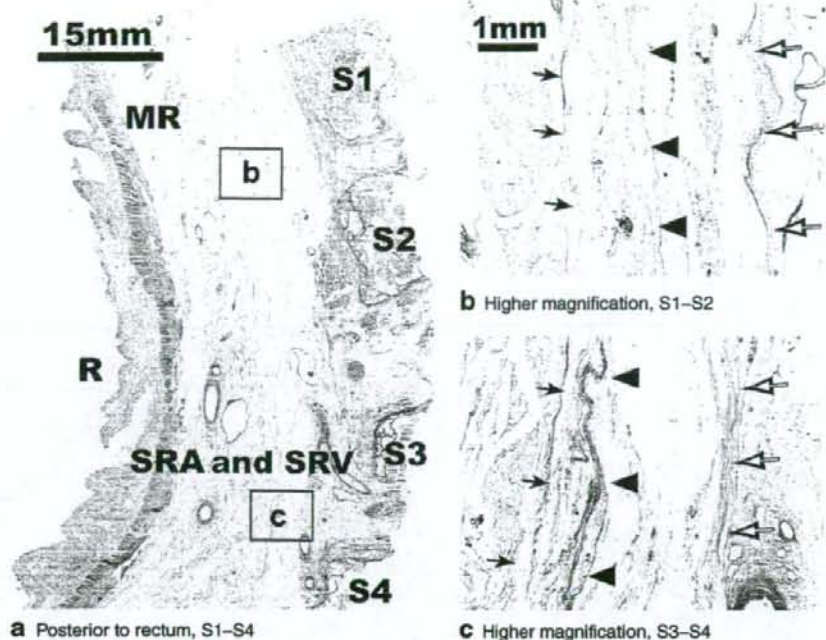 15mm
MR
S1
b
S2
R
S3
SRA and SRV
c
S4
a Posterior to rectum, S1–S4
1mm
b Higher magnification, S1–S2
c Higher magnification, S3–S4